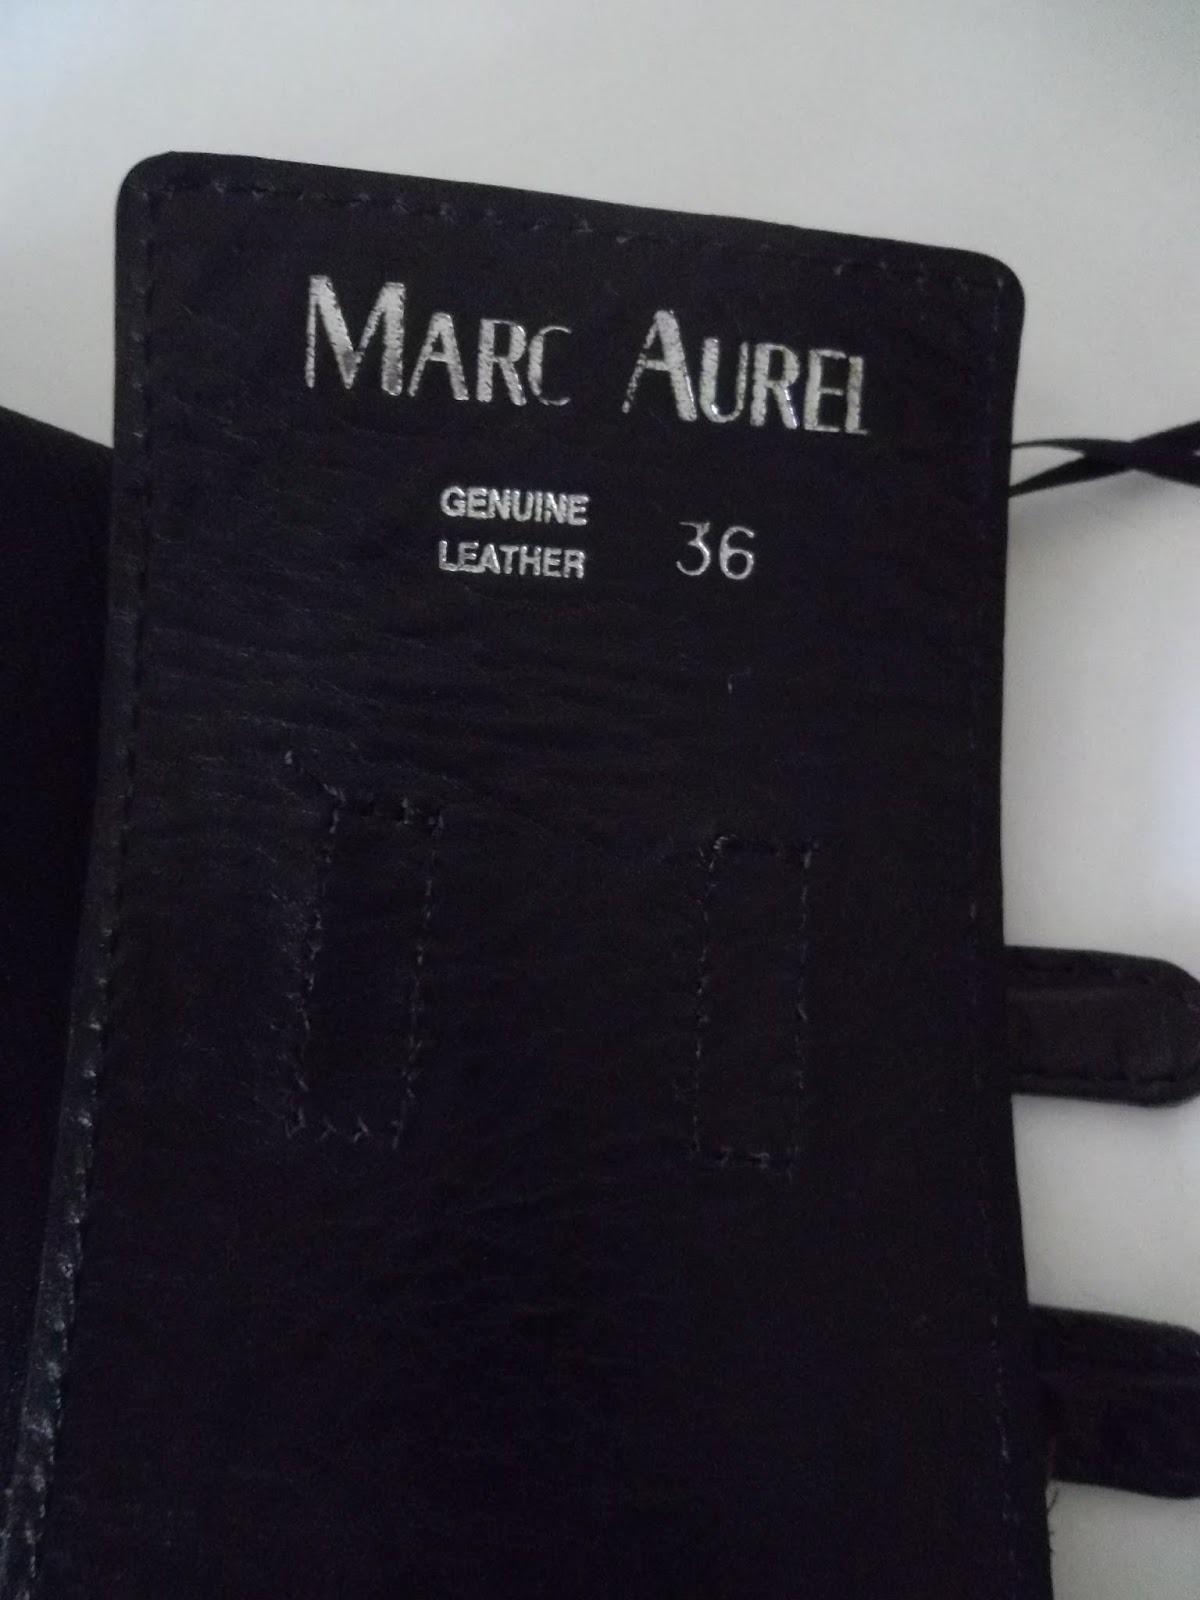 MARC AUREL
GENUINE
LEATHER
36